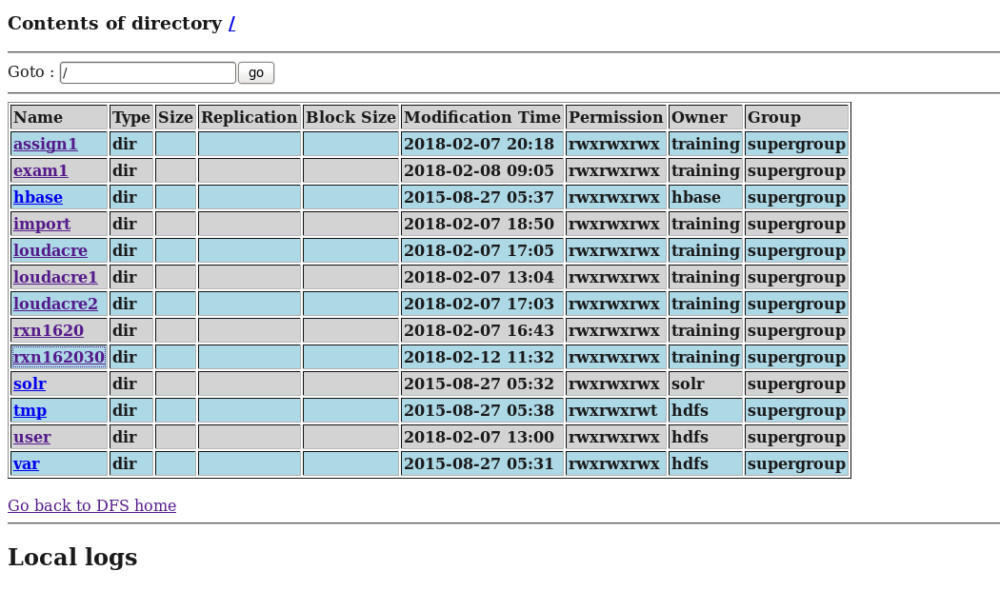 Contents of directory /
Goto : / go
Name Type Size Replication Block Size Modification Time Permission Owner Group
assign1 dir 2018-02-07 20:18 rwxrwxrwx training supergroup
exam1 dir 2018-02-08 09:05 rwxrwxrwx training supergroup
hbase dir 2015-08-27 05:37 rwxrwxrwx hbase supergroup
import dir 2018-02-07 18:50 rwxrwxrwx training supergroup
loudacre dir 2018-02-07 17:05 rwxrwxrwx training supergroup
loudacre1 dir 2018-02-07 13:04 rwxrwxrwx training supergroup
loudacre2 dir 2018-02-07 17:03 rwxrwxrwx training supergroup
rxn1620 dir 2018-02-07 16:43 rwxrwxrwx training supergroup
rxn162030 dir 2018-02-12 11:32 rwxrwxrwx training supergroup
solr dir 2015-08-27 05:32 rwxrwxrwx solr supergroup
tmp dir 2015-08-27 05:38 rwxrwxrwt hdfs supergroup
user dir 2018-02-07 13:00 rwxrwxrwx hdfs supergroup
var dir 2015-08-27 05:31 rwxrwxrwx hdfs supergroup
Go back to DFS home
Local logs